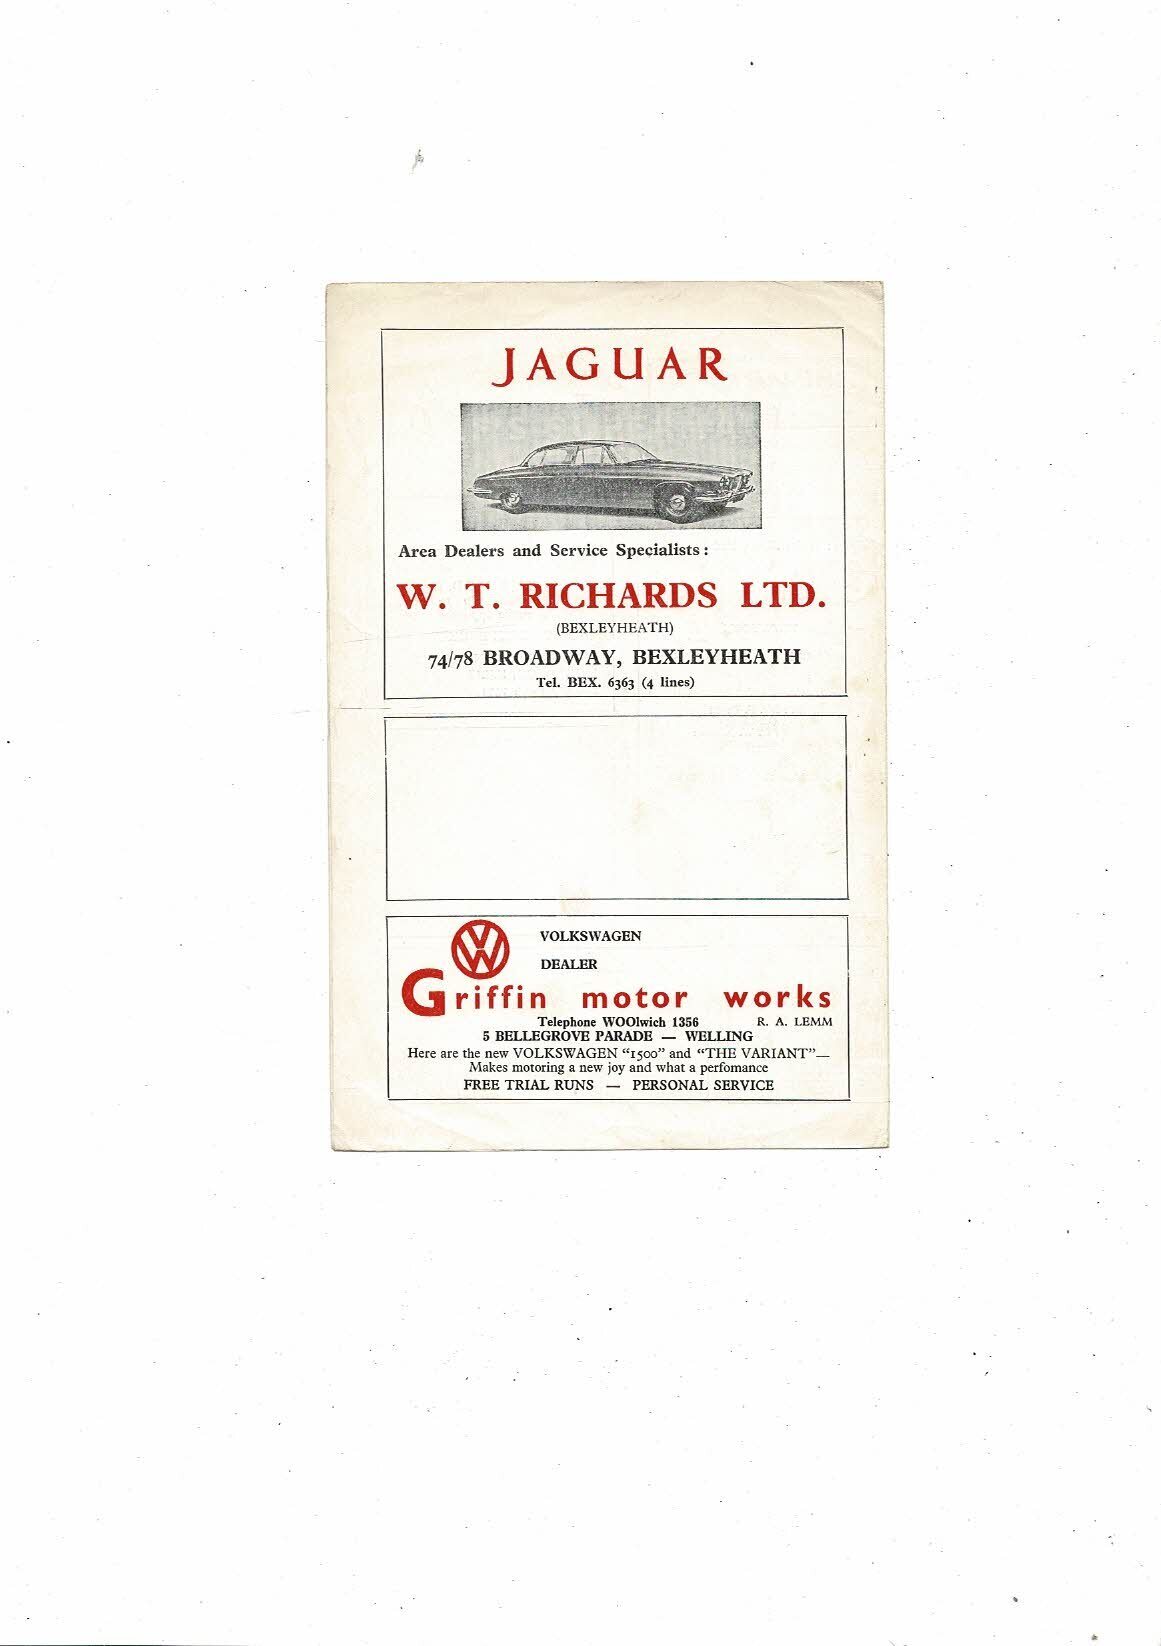 JAGUAR
Area Dealers and Service Specialists:
W. T. RICHARDS LTD.
(BEXLEYHEATH)
74/78 BROADWAY, BEXLEYHEATH
Tel. BEX. 6363 (4 lines)
VW
VOLKSWAGEN
DEALER
Griffin motor works
Telephone WOOlwich 1356 R. A. LEMM
5 BELLEGROVE PARADE — WELLING
Here are the new VOLKSWAGEN "1500" and "THE VARIANT"—
Makes motoring a new joy and what a perfomance
FREE TRIAL RUNS — PERSONAL SERVICE